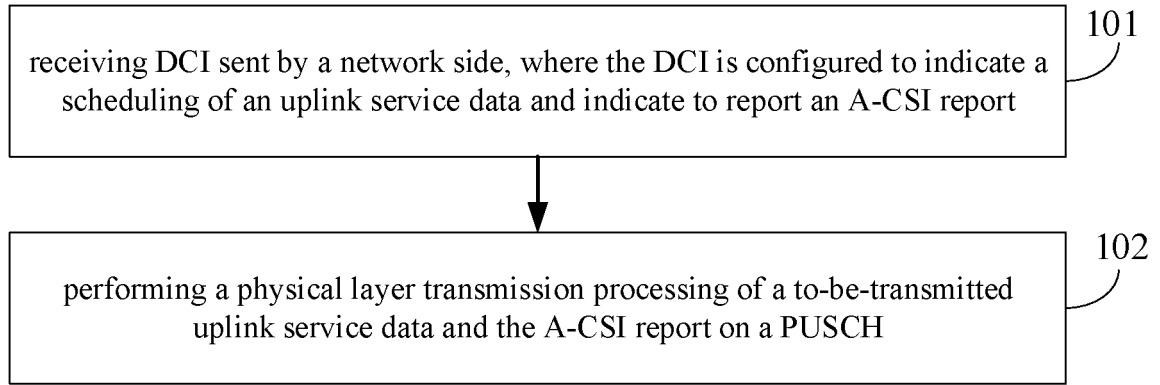 101
receiving DCI sent by a network side, where the DCI is configured to indicate a
scheduling of an uplink service data and indicate to report an A-CSI report
102
performing a physical layer transmission processing of a to-be-transmitted
uplink service data and the A-CSI report on a PUSCH